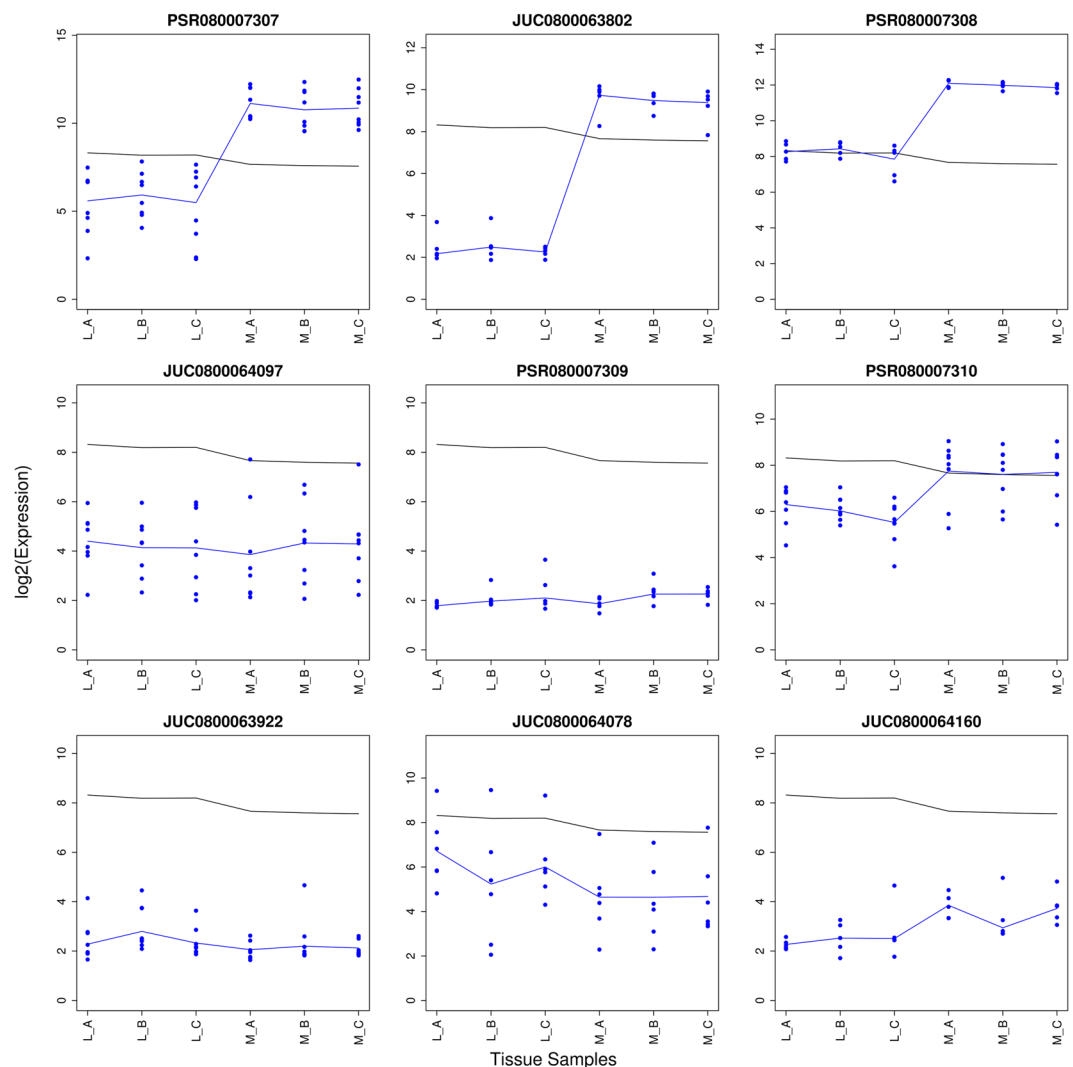 PSR080007307 JUC0800063802 PSR080007308
15 12 14
10 10 12
5 8 10
0 6 8
4 6
2 4
0 2
0
L_A L_B L_C M_A M_B M_C L_A L_B L_C M_A M_B M_C L_A L_B L_C M_A M_B M_C
JUC0800064097 PSR080007309 PSR080007310
10 10 10
8 8 8
6 6 6
4 4 4
2 2 2
0 0 0
log2(Expression)
L_A L_B L_C M_A M_B M_C L_A L_B L_C M_A M_B M_C L_A L_B L_C M_A M_B M_C
JUC0800063922 JUC0800064078 JUC0800064160
10 10 10
8 8 8
6 6 6
4 4 4
2 2 2
0 0 0
L_A L_B L_C M_A M_B M_C L_A L_B L_C M_A M_B M_C L_A L_B L_C M_A M_B M_C
Tissue Samples